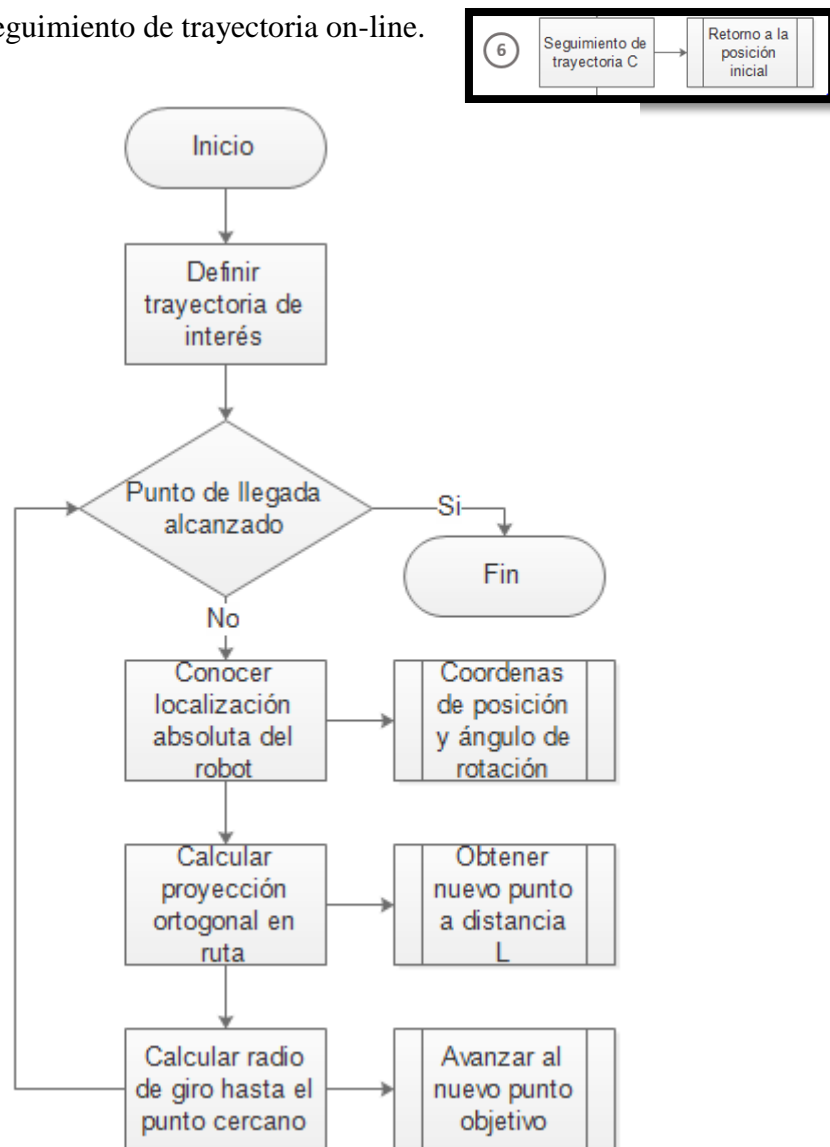 eguimiento de trayectoria on-line.
6
Seguimiento de
trayectoria C
Retorno a la
posición
inicial
Inicio
Definir
trayectoria de
interés
Punto de llegada
alcanzado
Si
Fin
No
Conocer
localización
absoluta del
robot
Coordenas
de posición
y ángulo de
rotación
Calcular
proyección
ortogonal en
ruta
Obtener
nuevo punto
a distancia
L
Calcular radio
de giro hasta el
punto cercano
Avanzar al
nuevo punto
objetivo